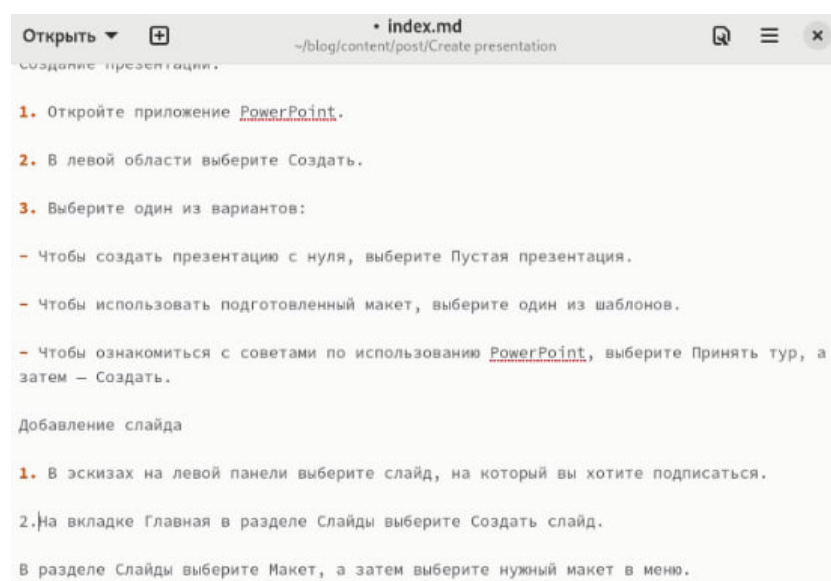 Открыть
• index.md
~/blog/content/post/Create presentation
Создание презентации.
1. Откройте приложение PowerPoint.
2. В левой области выберите Создать.
3. Выберите один из вариантов:
– Чтобы создать презентацию с нуля, выберите Пустая презентация.
– Чтобы использовать подготовленный макет, выберите один из шаблонов.
– Чтобы ознакомиться с советами по использованию PowerPoint, выберите Принять тур, а
затем — Создать.
Добавление слайда
1. В эскизах на левой панели выберите слайд, на который вы хотите подписаться.
2.На вкладке Главная в разделе Слайды выберите Создать слайд.
В разделе Слайды выберите Макет, а затем выберите нужный макет в меню.